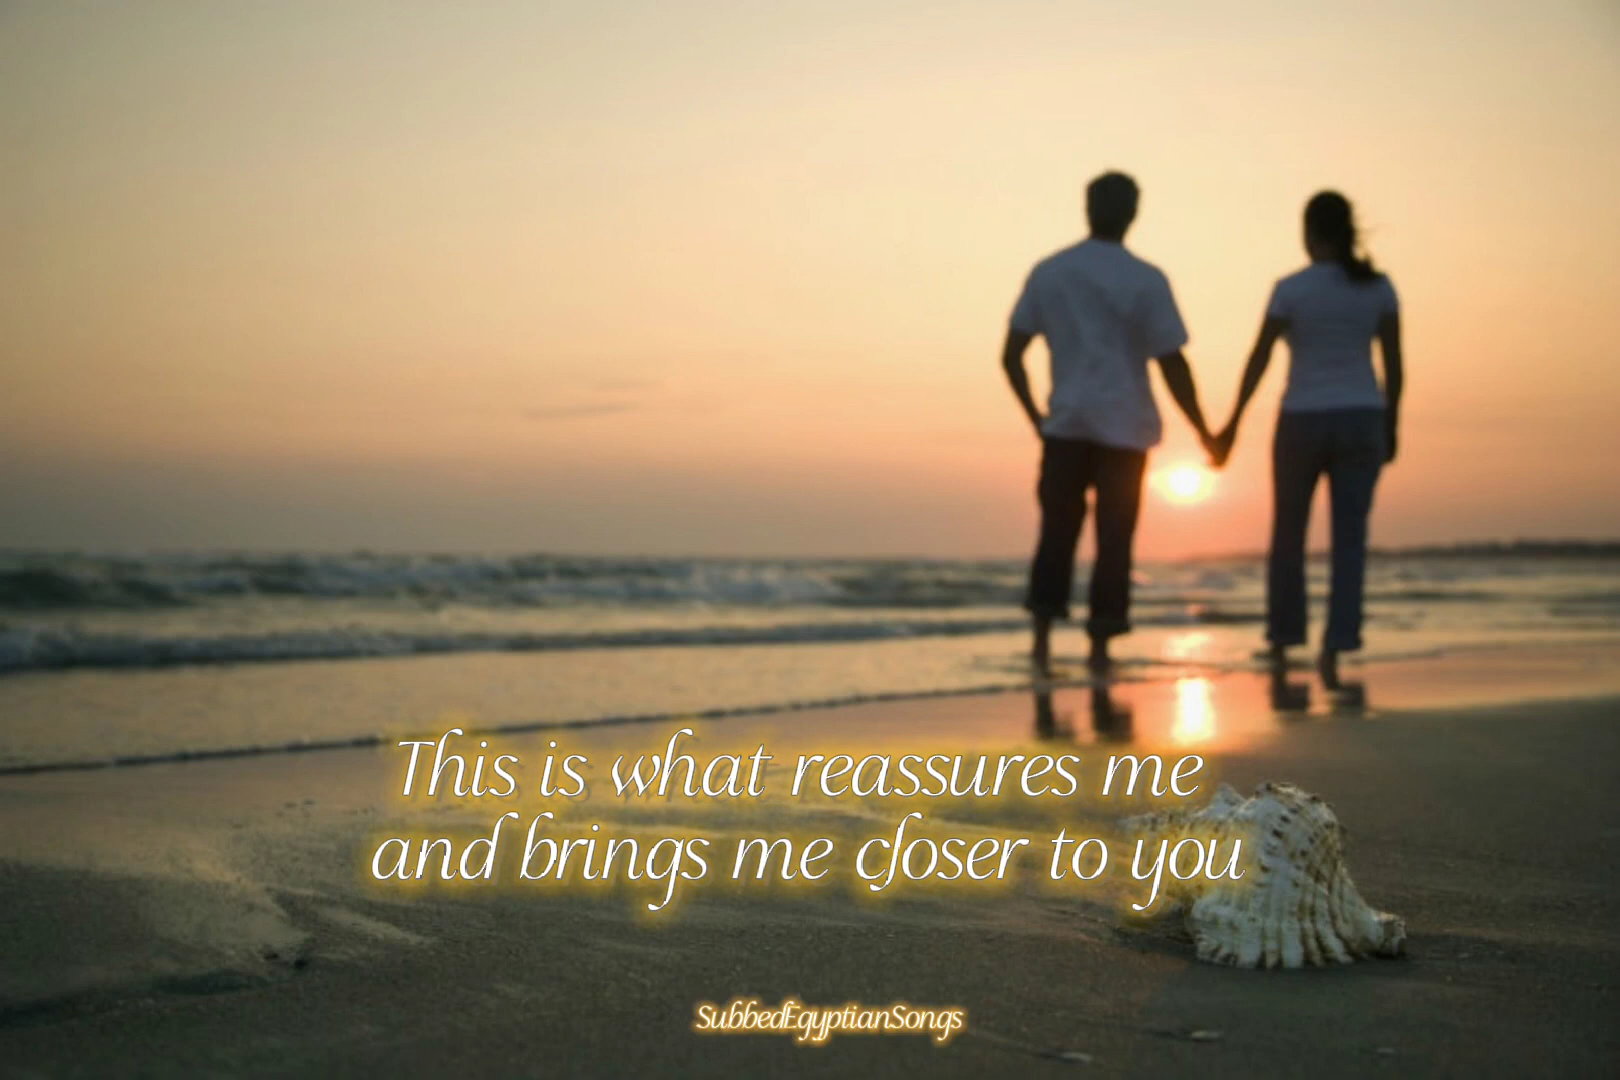 This is what reassures me
and brings me closer to you
SubbedEgyptianSongs